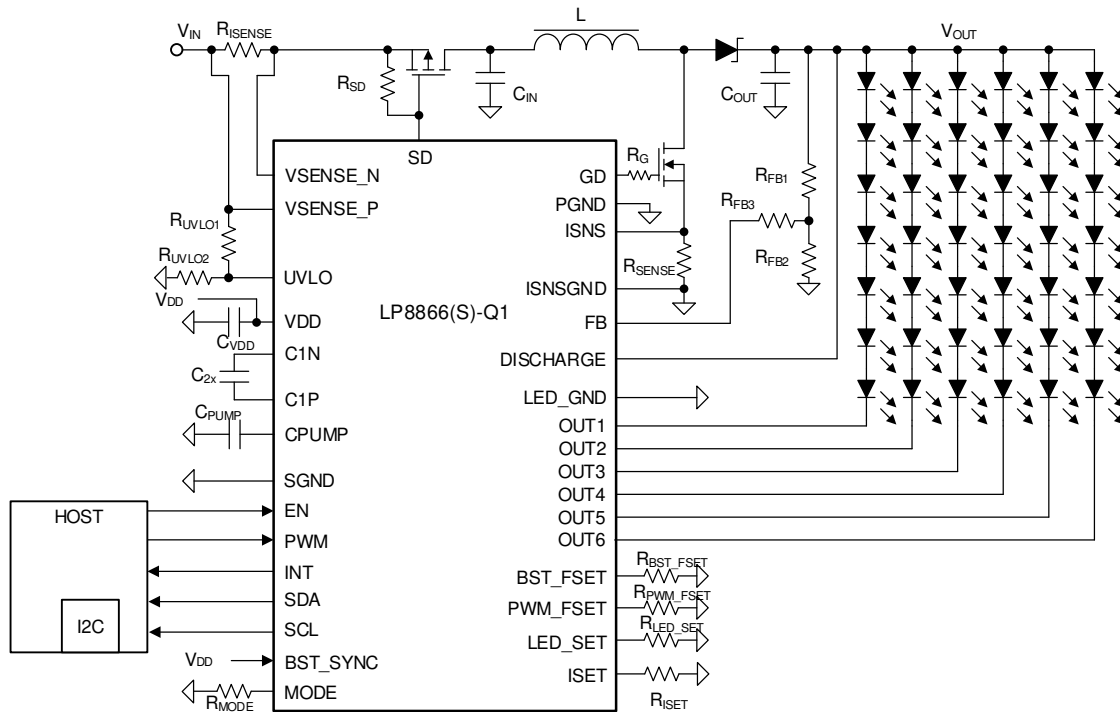 L
VIN
RISENSE
VOUT
RSD
CIN
COUT
SD
RG
GD
VSENSE_N
PGND
RFB1
VSENSE_P
RFB3
RUVLO1
ISNS
RUVLO2
RSENSE
RFB2
UVLO
ISNSGND
VDD
LP8866(S)-Q1
VDD
FB
CVDD
C1N
DISCHARGE
C2x
C1P
LED_GND
CPUMP
OUT1
CPUMP
OUT2
OUT3
SGND
OUT4
HOST
EN
OUT5
PWM
OUT6
INT
BST_FSET
RBST_FSET
SDA
PWM_FSET
RPWM_FSET
I2C
SCL
LED_SET
RLED_SET
VDD
BST_SYNC
ISET
MODE
RMODE
RISET